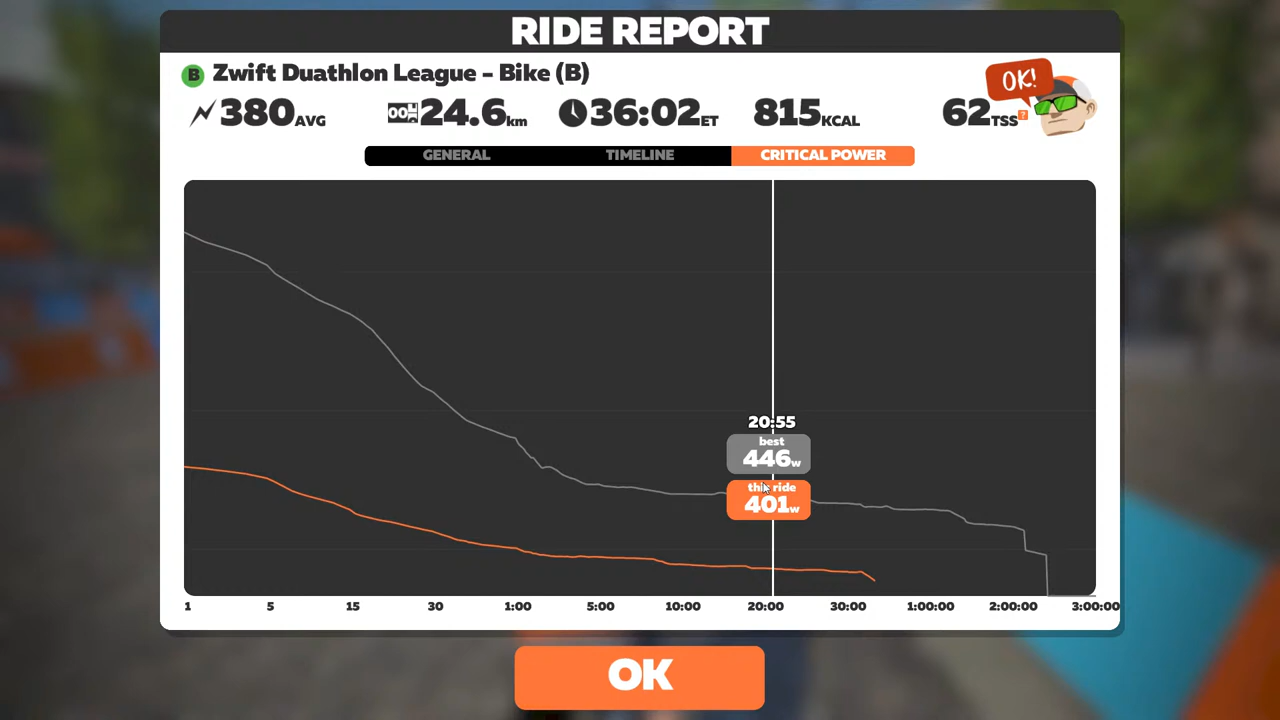 RIDE REPORT
B Zwift Duathlon League - Bike (B)
OK!
380AVG 24.6km 36:02ET 815KCAL 62TSS?
GENERAL TIMELINE CRITICAL POWER
20:55
best
446w
this ride
401w
1 5 15 30 1:00 5:00 10:00 20:00 30:00 1:00:00 2:00:00 3:00:00
OK